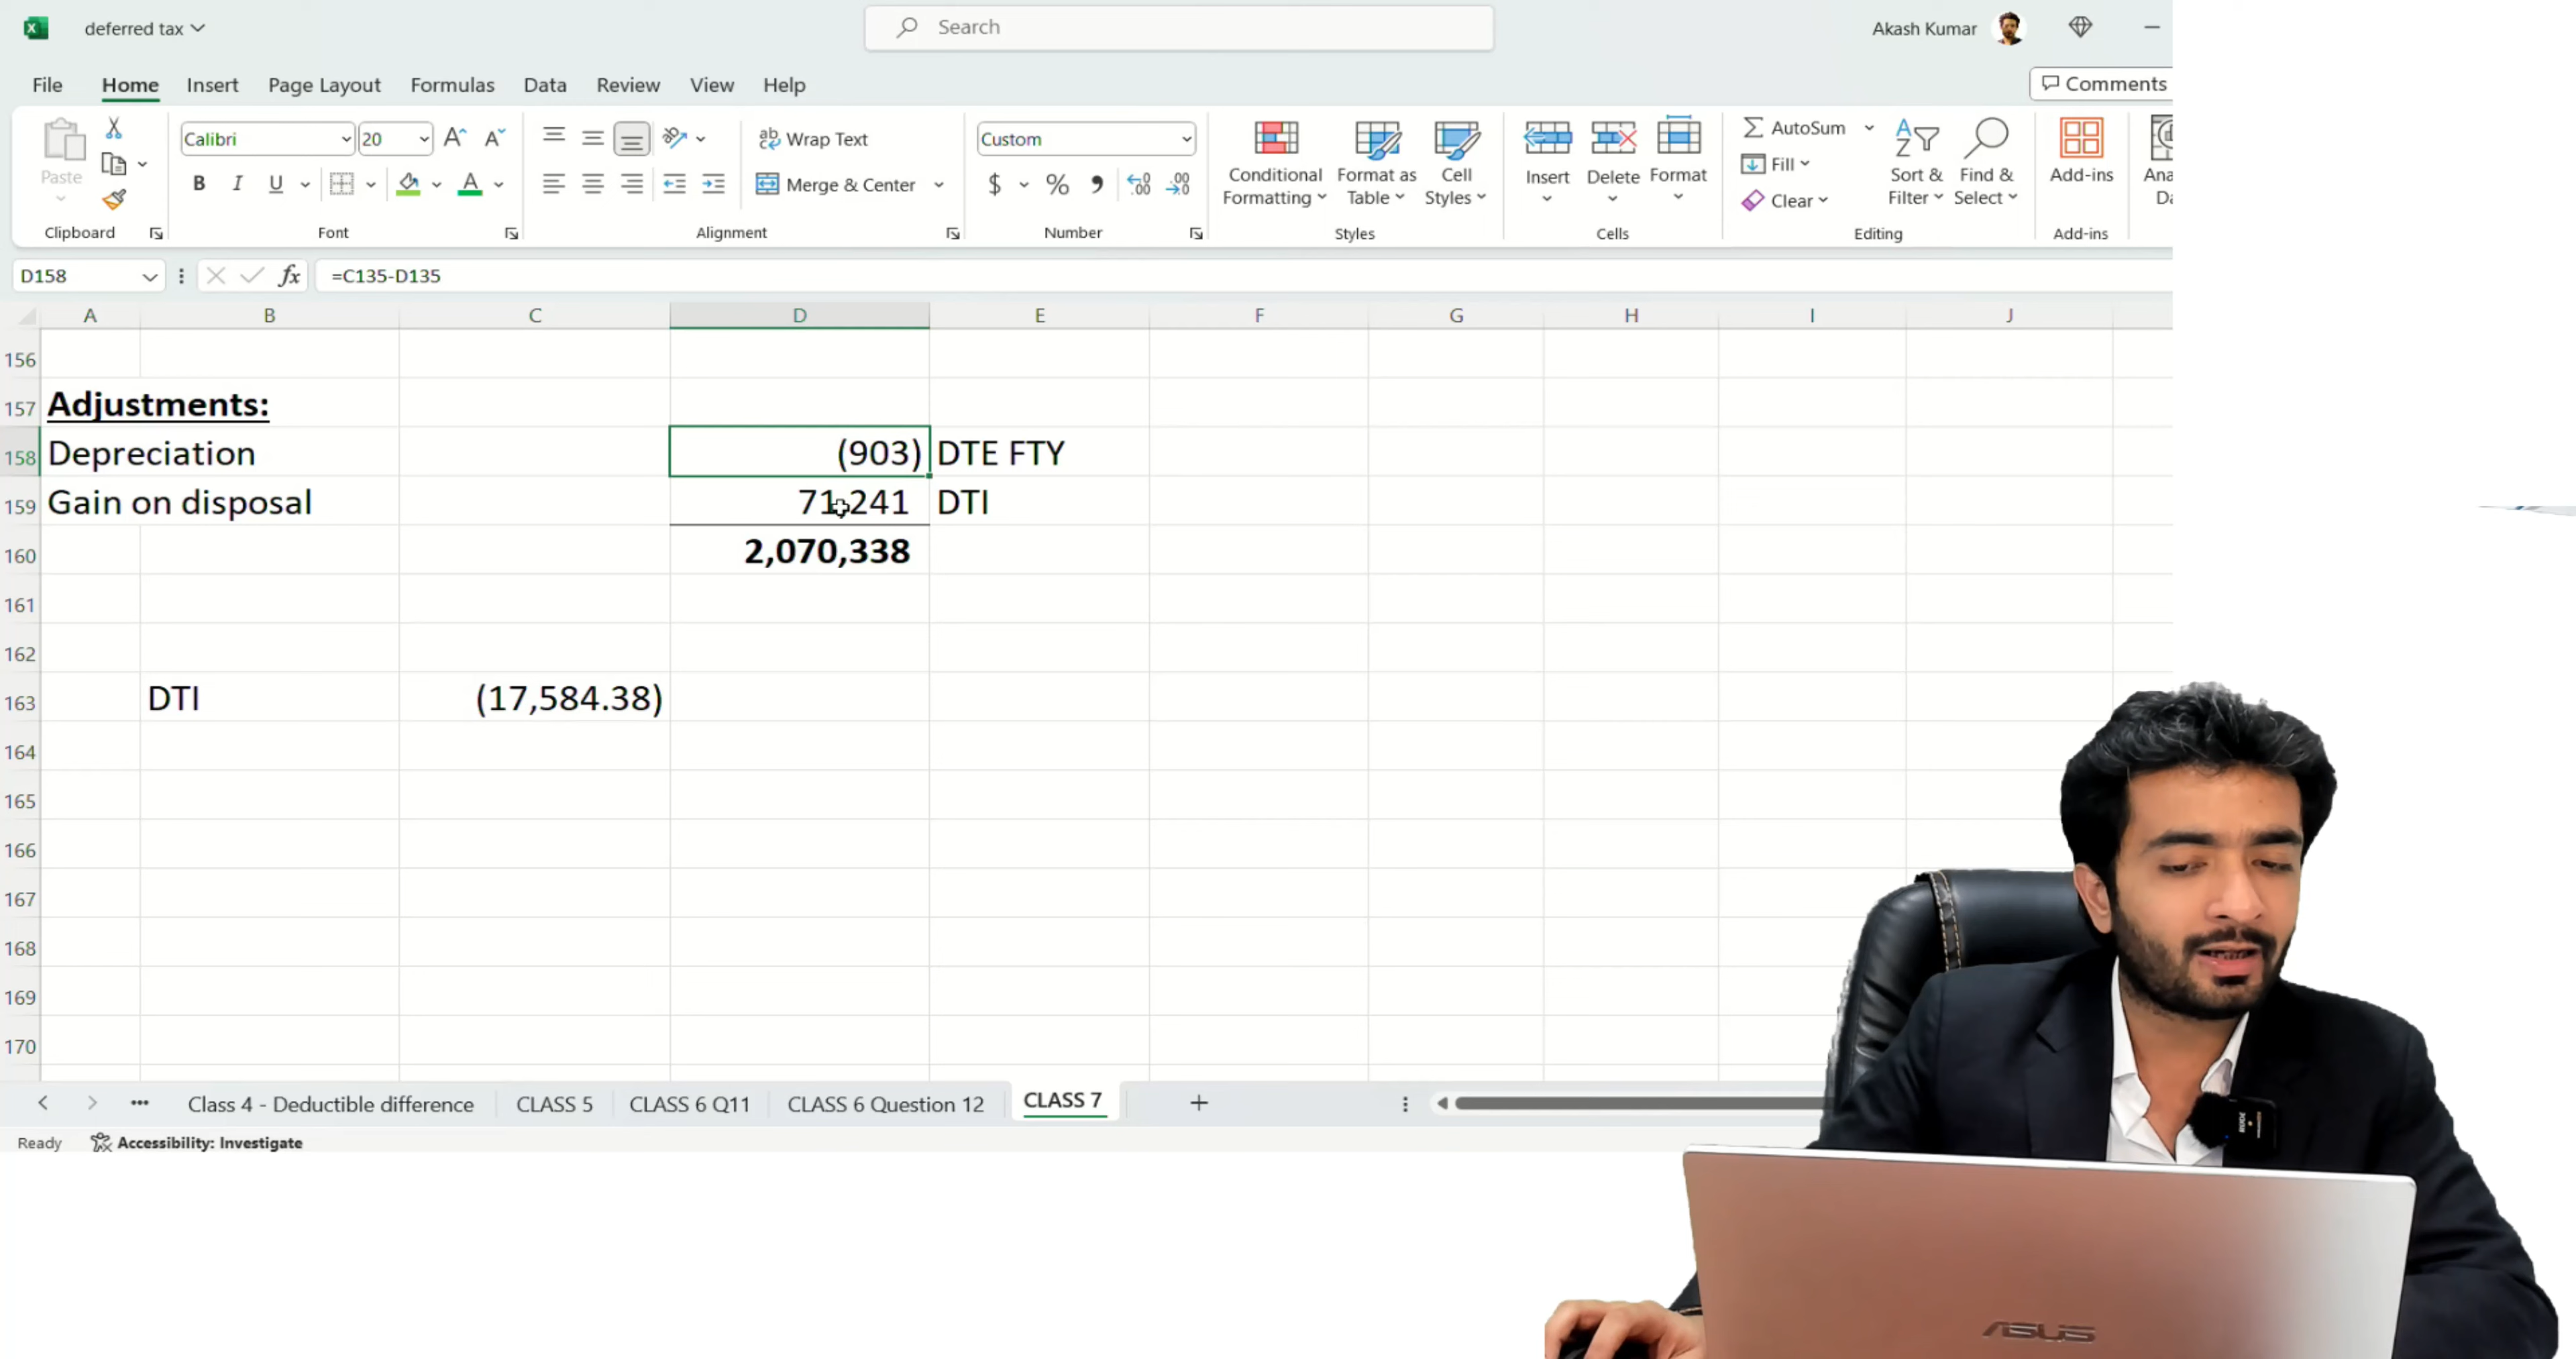 deferred tax
Search
Akash Kumar
File Home Insert Page Layout Formulas Data Review View Help
Comments
Paste
Clipboard
Calibri 20
B I U
Font
Wrap Text
Merge & Center
Alignment
Custom
$ % ,
Number
Conditional Formatting
Format as Table
Cell Styles
Styles
Insert
Delete
Format
Cells
AutoSum
Fill
Clear
Sort & Filter
Find & Select
Editing
Add-ins
Add-ins
D158 fx =C135-D135
A B C D E F G H I J
156
157 Adjustments:
158 Depreciation (903) DTE FTY
159 Gain on disposal 71,241 DTI
160 2,070,338
161
162
163 DTI (17,584.38)
164
165
166
167
168
169
170
Class 4 - Deductible difference CLASS 5 CLASS 6 Q11 CLASS 6 Question 12 CLASS 7
Ready Accessibility: Investigate
ASUS